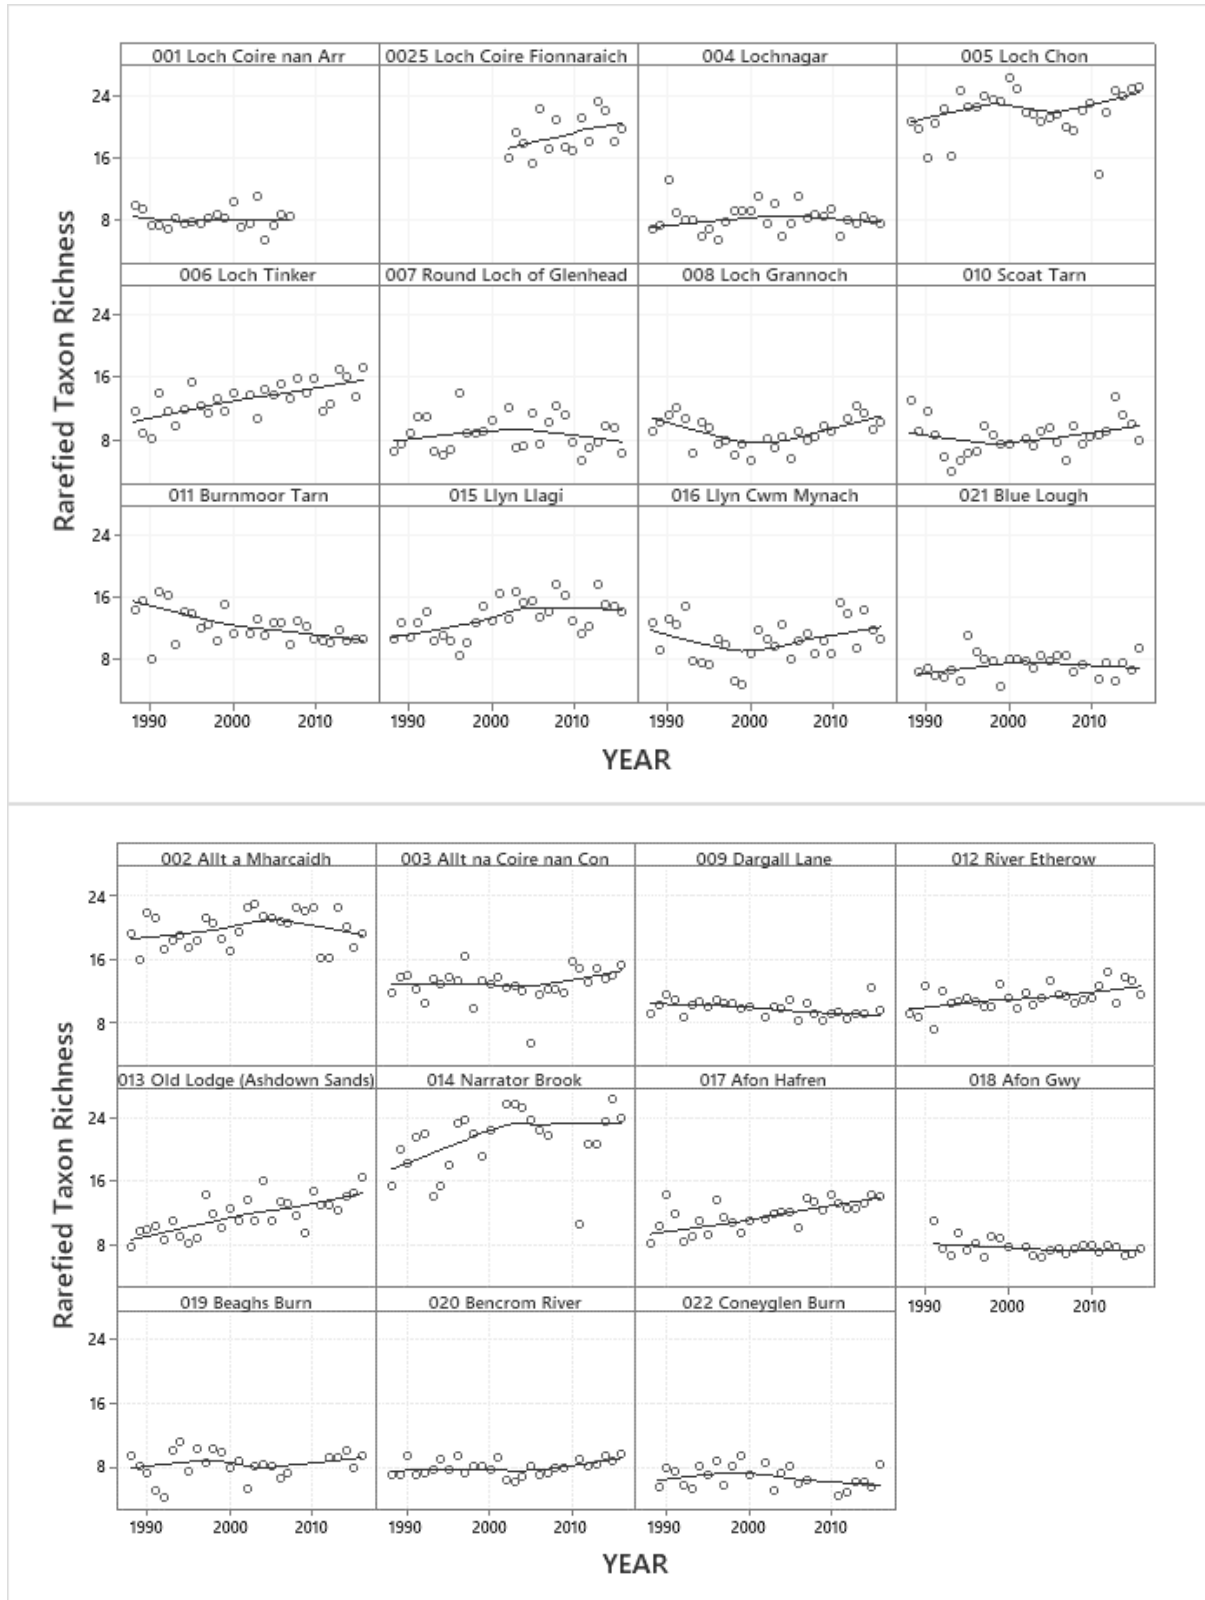 001 Loch Coire nan Arr 0025 Loch Coire Fionnaraich 004 Lochnagar 005 Loch Chon
24
16
8
006 Loch Tinker 007 Round Loch of Glenhead 008 Loch Grannoch 010 Scoat Tarn
24
16
8
Rarefied Taxon Richness
011 Burnmoor Tarn 015 Llyn Llagi 016 Llyn Cwm Mynach 021 Blue Lough
24
16
8
1990 2000 2010 1990 2000 2010 1990 2000 2010 1990 2000 2010
YEAR
002 Allt a Mharcaidh 003 Allt na Coire nan Con 009 Dargall Lane 012 River Etherow
24
16
8
013 Old Lodge (Ashdown Sands) 014 Narrator Brook 017 Afon Hafren 018 Afon Gwy
24
16
8
Rarefied Taxon Richness
019 Beaghs Burn 020 Bencrom River 022 Coneyglen Burn 1990 2000 2010
24
16
8
1990 2000 2010 1990 2000 2010 1990 2000 2010
YEAR